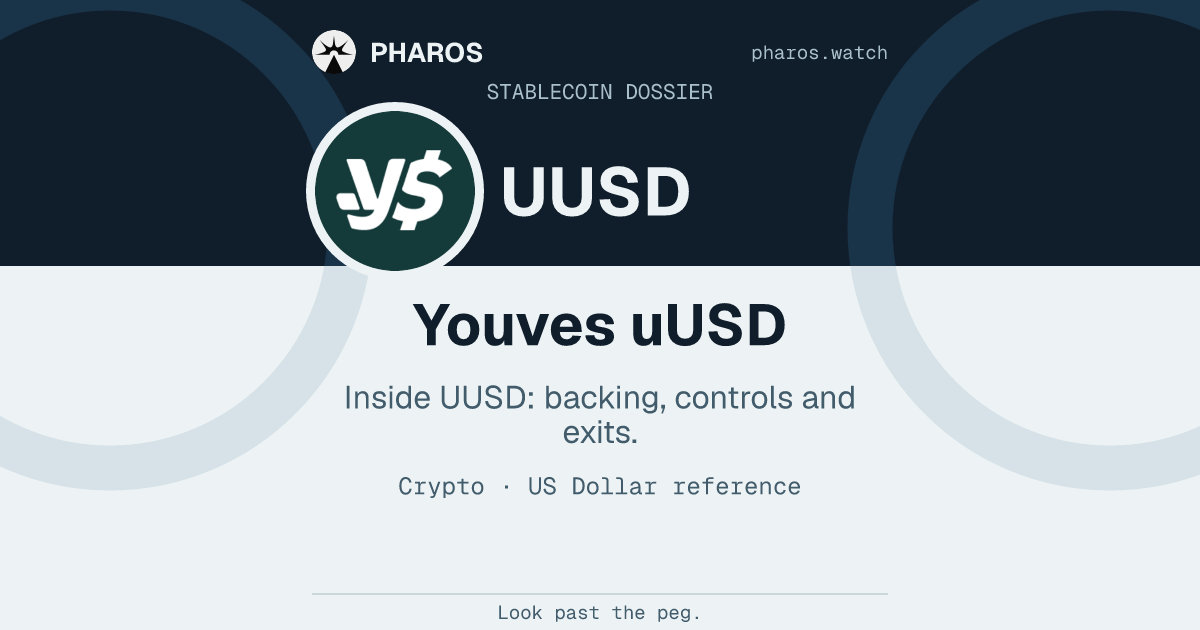 PHAROS
pharos.watch
STABLECOIN DOSSIER
y$
UUSD
Youves uUSD
Inside UUSD: backing, controls and
exits.
Crypto · US Dollar reference
Look past the peg.